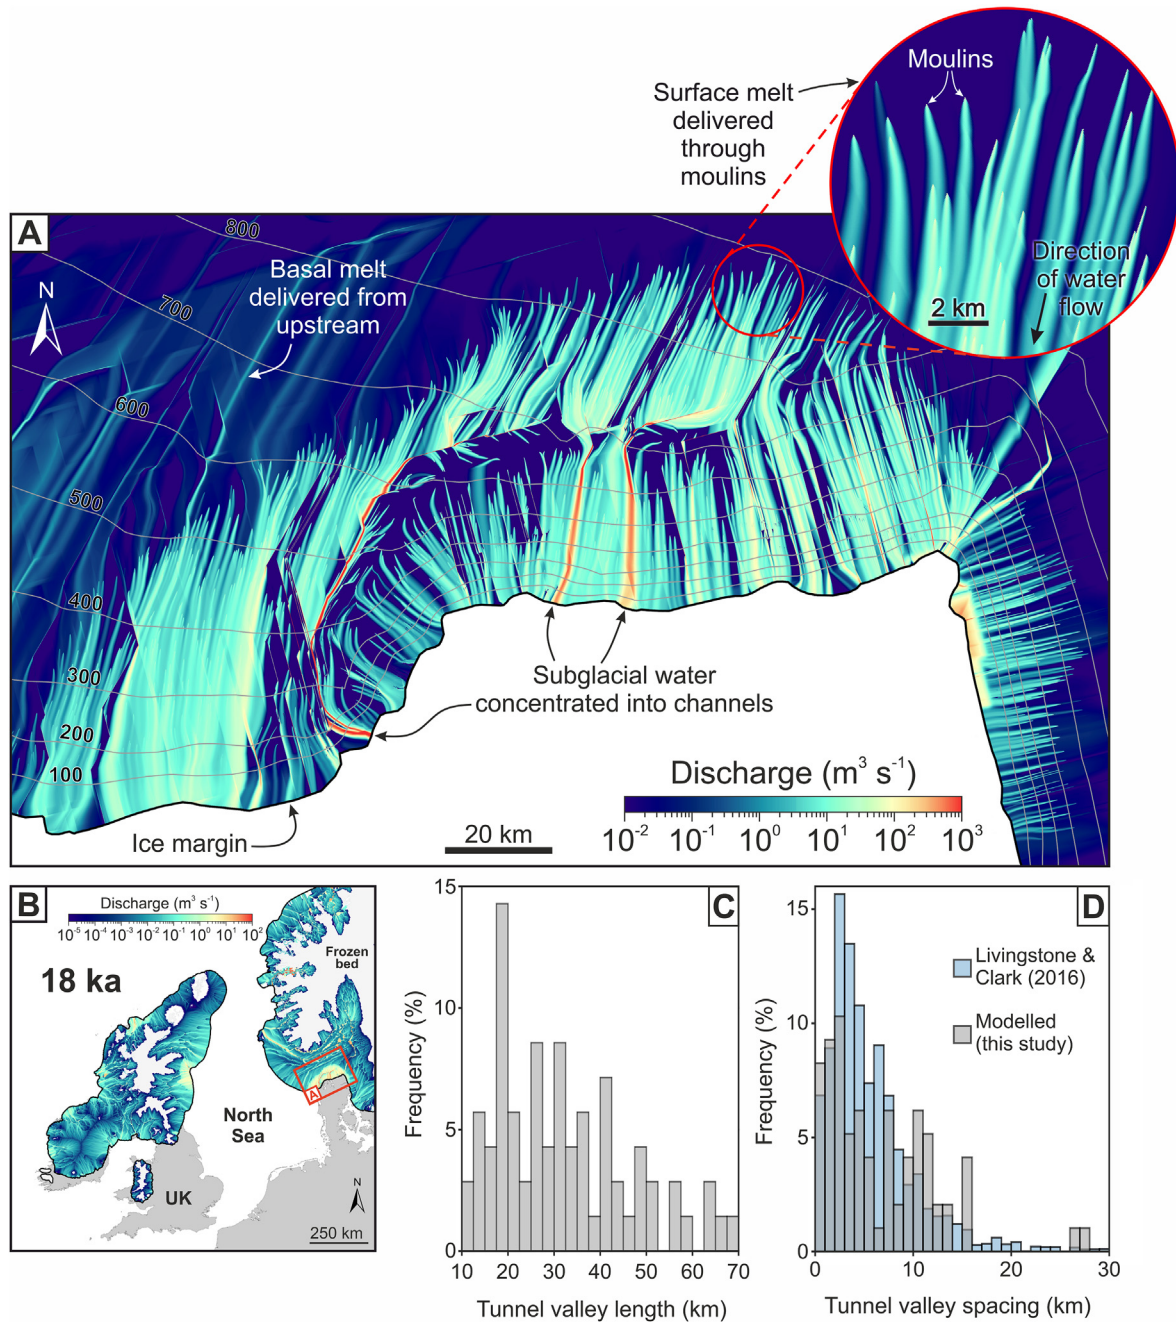 Moulins
Surface melt
delivered
through
moulins
Direction
of water
flow
2 km
A
N
Basal melt
delivered from
upstream
800
700
600
500
400
300
200
100
Subglacial water
concentrated into channels
Ice margin
20 km
Discharge (m³ s⁻¹)
10⁻² 10⁻¹ 10⁰ 10¹ 10² 10³
B
Discharge (m³ s⁻¹)
10⁻⁵ 10⁻⁴ 10⁻³ 10⁻² 10⁻¹ 10⁰ 10¹ 10²
18 ka
Frozen
bed
A
North
Sea
UK
N
250 km
C
Frequency (%)
15
10
5
0
10 20 30 40 50 60 70
Tunnel valley length (km)
D
Frequency (%)
15
10
5
0
Livingstone &
Clark (2016)
Modelled
(this study)
0 10 20 30
Tunnel valley spacing (km)